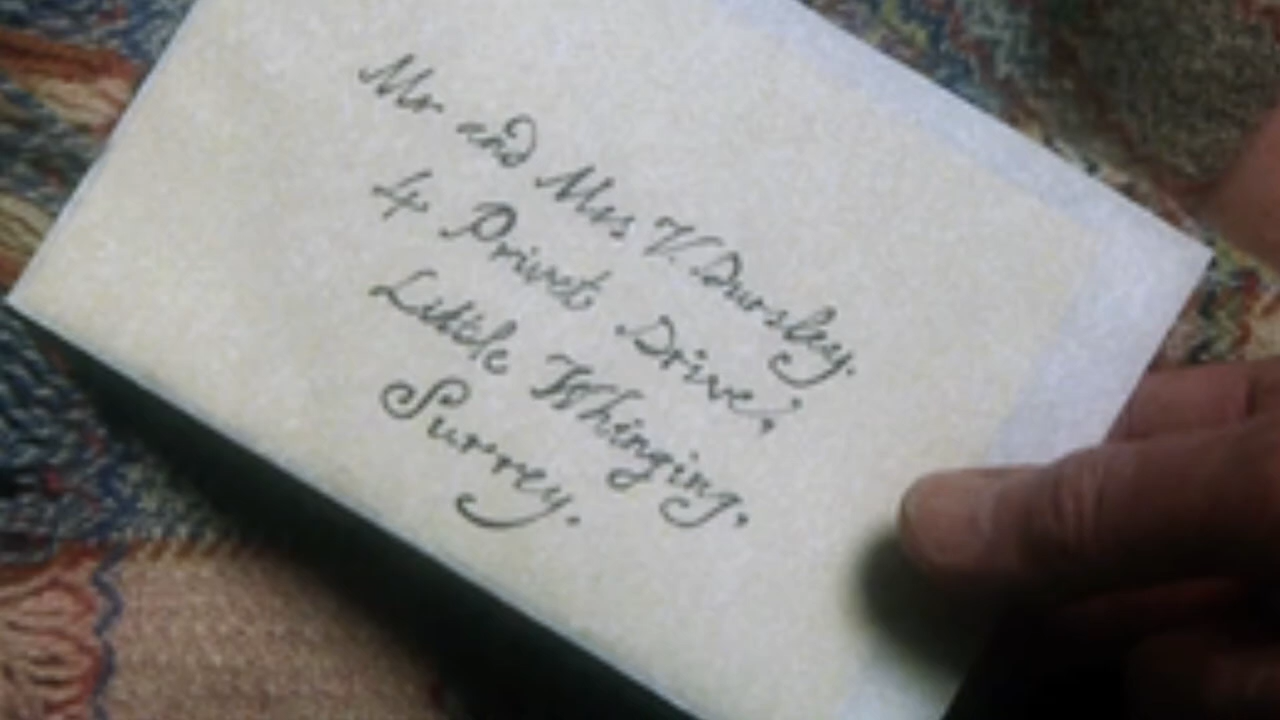 Mr and Mrs V. Dursley.
4 Privet Drive,
Little Whinging,
Surrey.